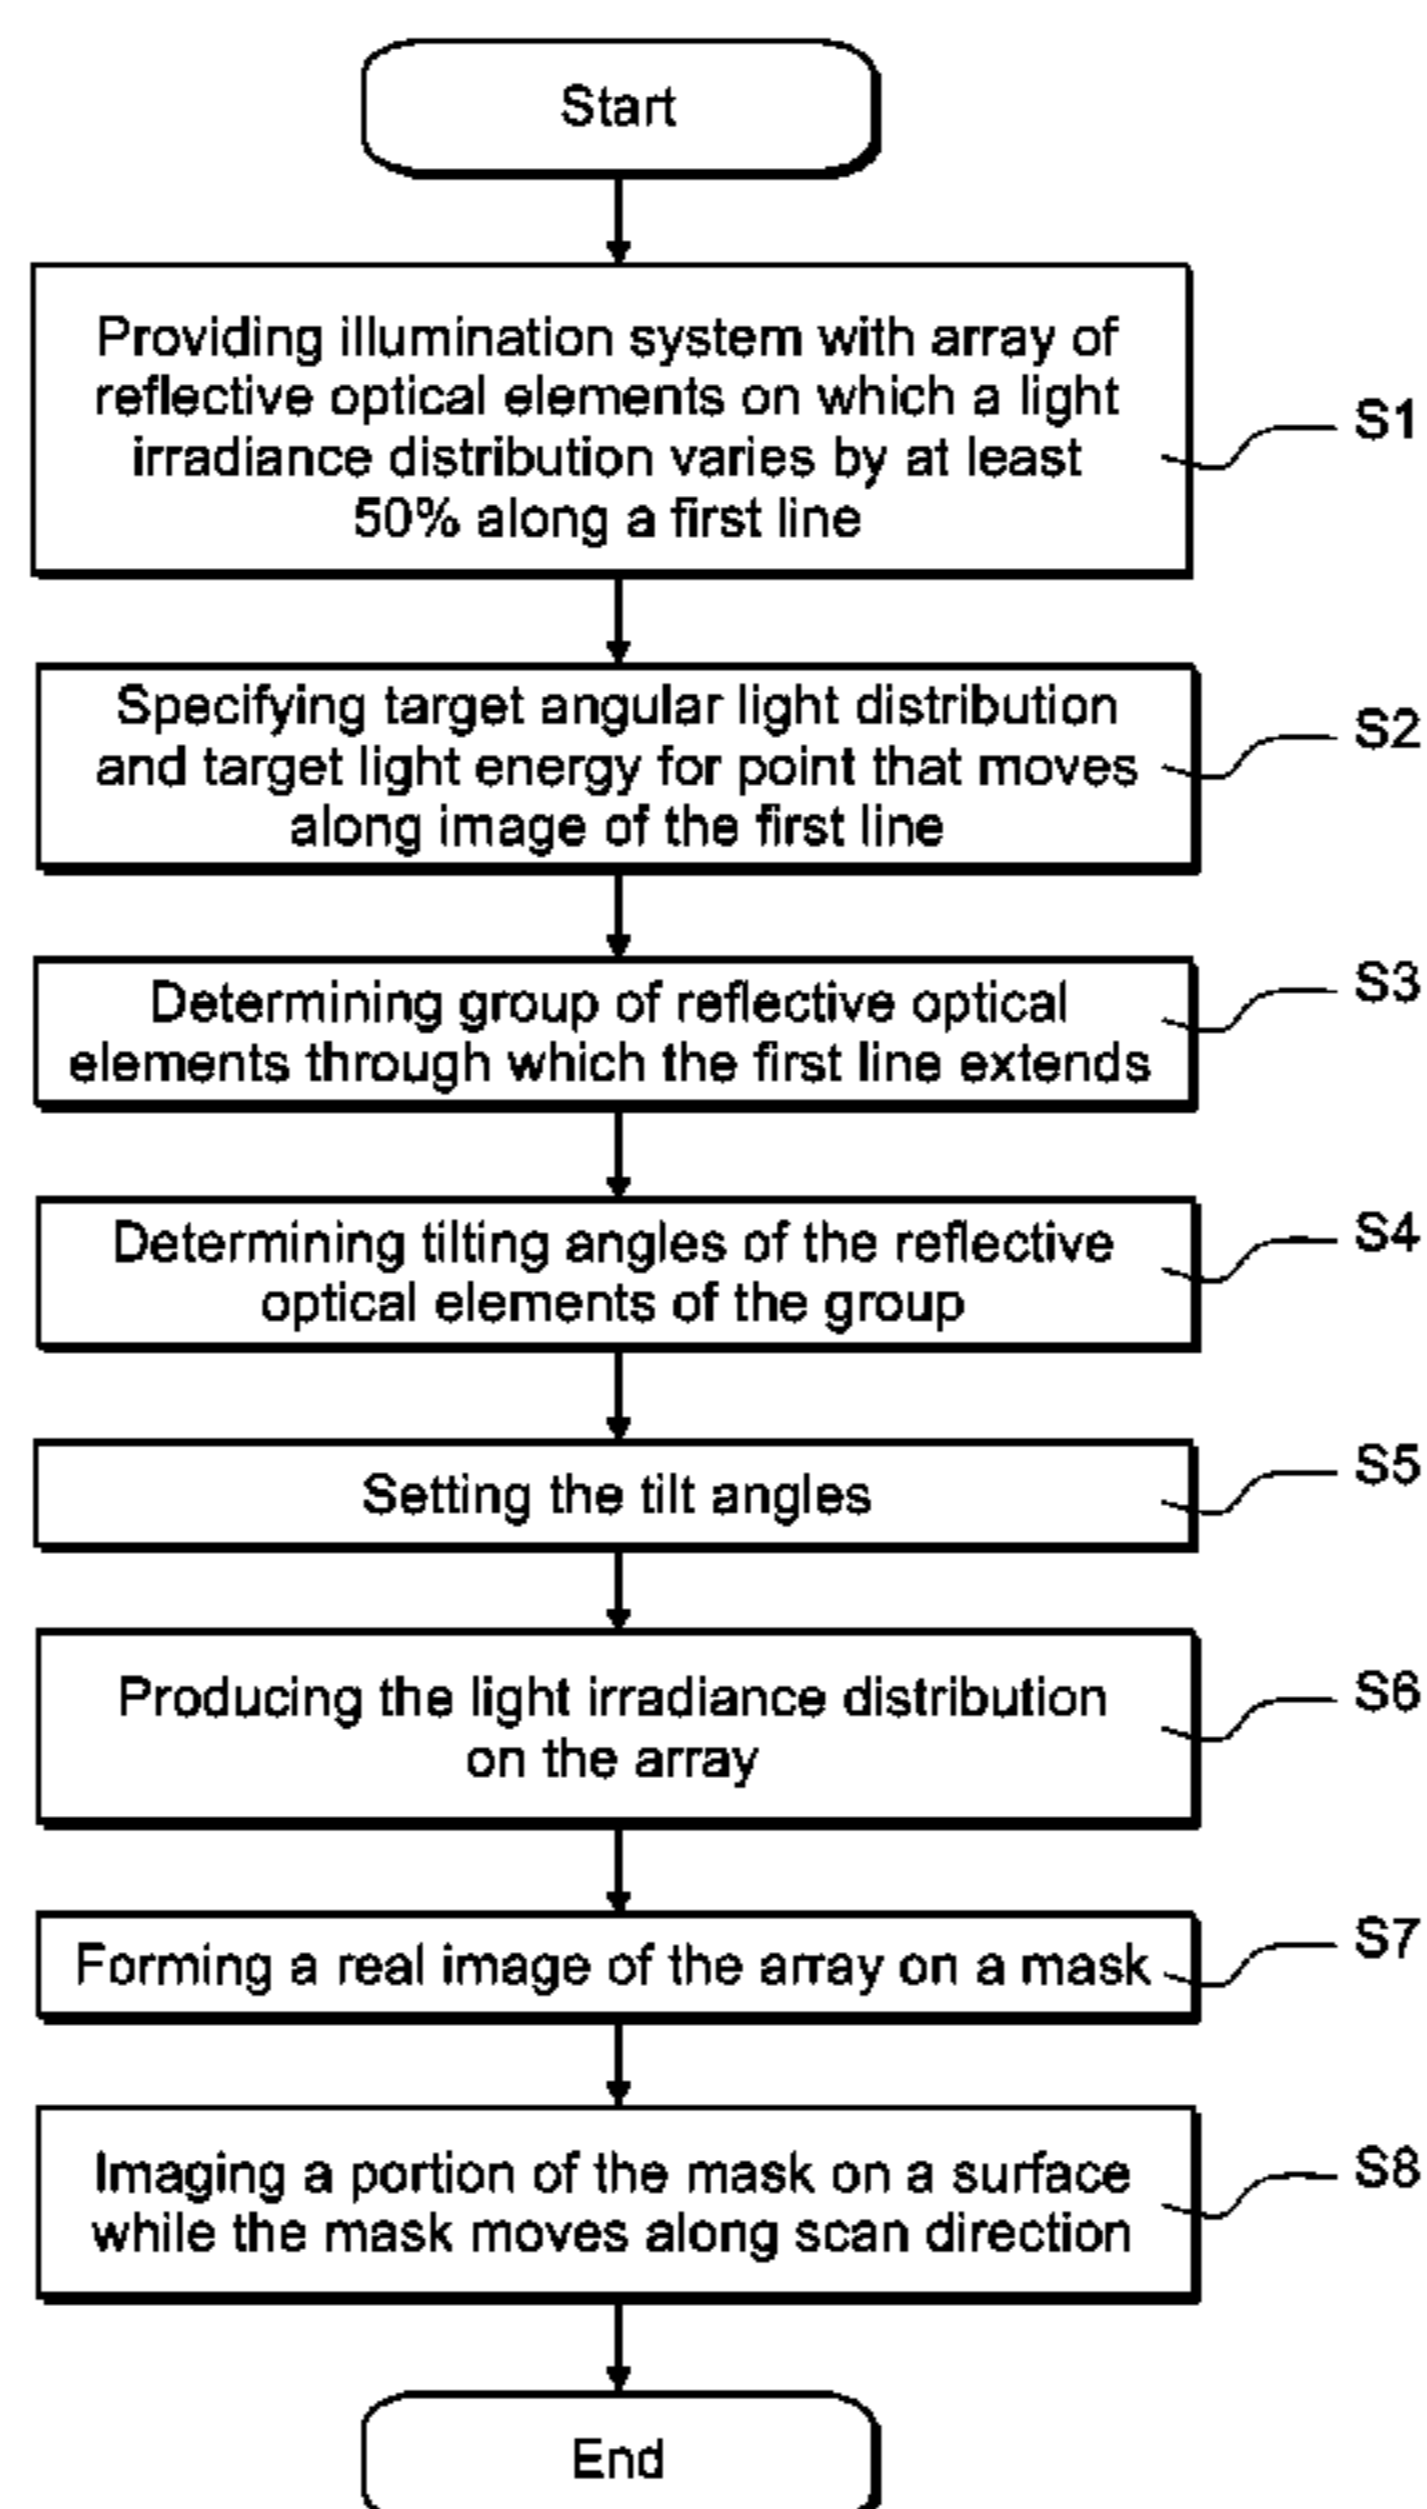 Start
Providing illumination system with array of
reflective optical elements on which a light
irradiance distribution varies by at least
50% along a first line
S1
Specifying target angular light distribution
and target light energy for point that moves
along image of the first line
S2
Determining group of reflective optical
elements through which the first line extends
S3
Determining tilting angles of the reflective
optical elements of the group
S4
Setting the tilt angles
S5
Producing the light irradiance distribution
on the array
S6
Forming a real image of the array on a mask
S7
Imaging a portion of the mask on a surface
while the mask moves along scan direction
S8
End